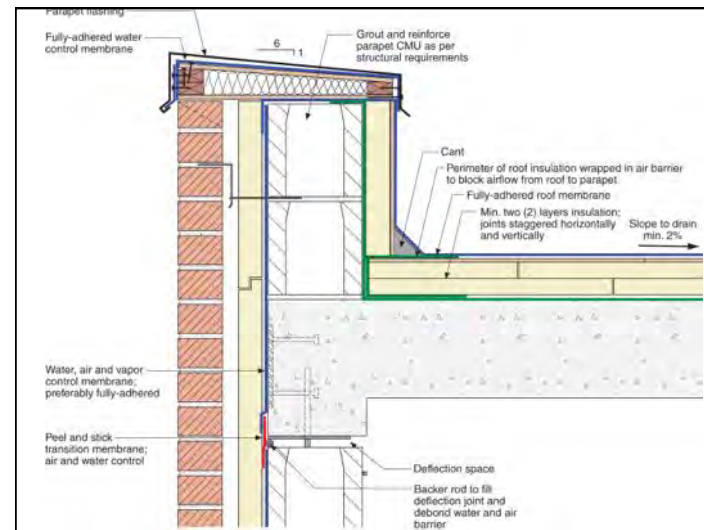 Parapet flashing
Fully-adhered water
control membrane
6
1
Grout and reinforce
parapet CMU as per
structural requirements
Cant
Perimeter of roof insulation wrapped in air barrier
to block airflow from roof to parapet
Fully-adhered roof membrane
Min. two (2) layers insulation;
joints staggered horizontally
and vertically
Slope to drain
min. 2%
Water, air and vapor
control membrane;
preferably fully-adhered
Peel and stick
transition membrane;
air and water control
Deflection space
Backer rod to fill
deflection joint and
debond water and air
barrier